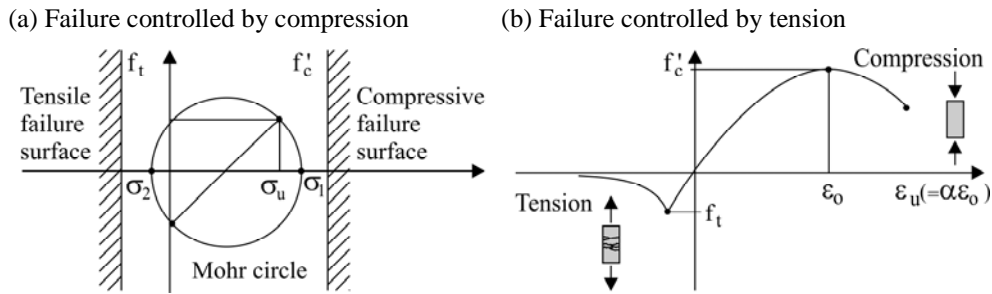 (a) Failure controlled by compression
(b) Failure controlled by tension
f_t
f'_c
Tensile
failure
surface
Compressive
failure
surface
σ_2
σ_u
σ_1
Mohr circle
f'_c
Compression
Tension
f_t
ε_o
ε_u(=αε_o)